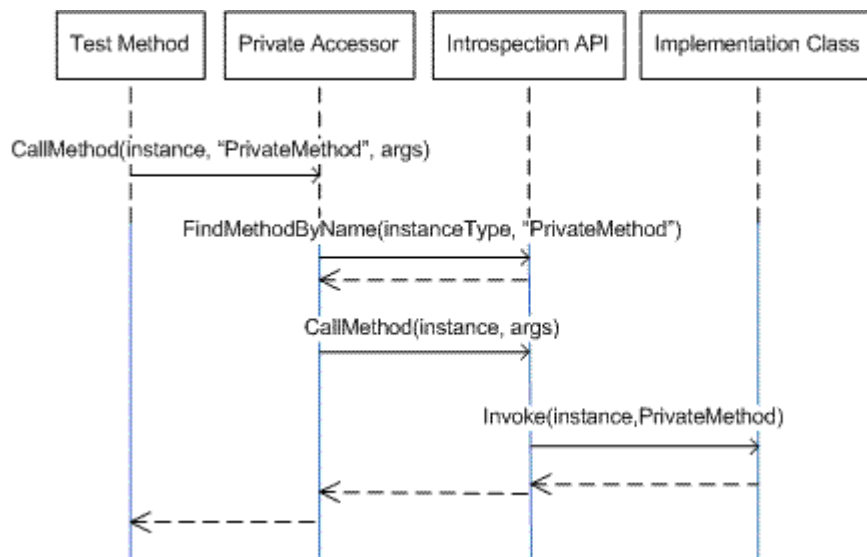 Test Method
Private Accessor
Introspection API
Implementation Class
CallMethod(instance, “PrivateMethod”, args)
FindMethodByName(instanceType, “PrivateMethod”)
CallMethod(instance, args)
Invoke(instance,PrivateMethod)